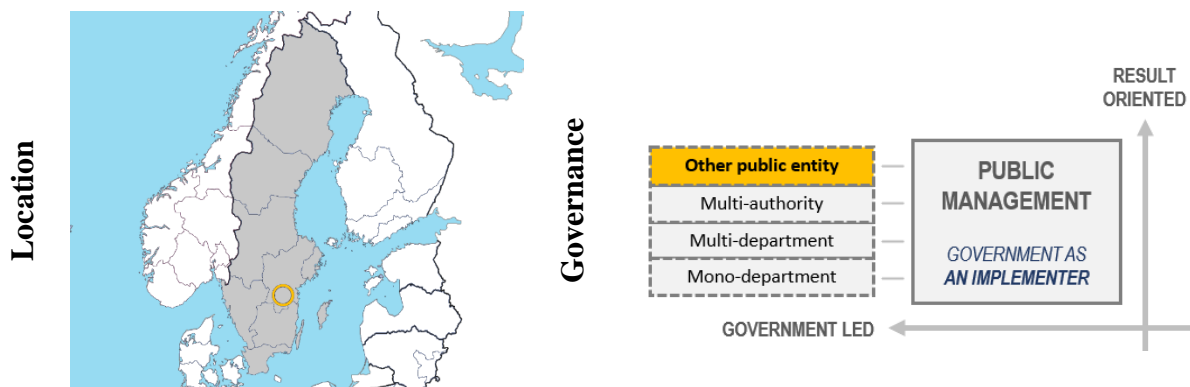 Location
Governance
RESULT
ORIENTED
Other public entity
Multi-authority
Multi-department
Mono-department
PUBLIC
MANAGEMENT
GOVERNMENT AS
AN IMPLEMENTER
GOVERNMENT LED